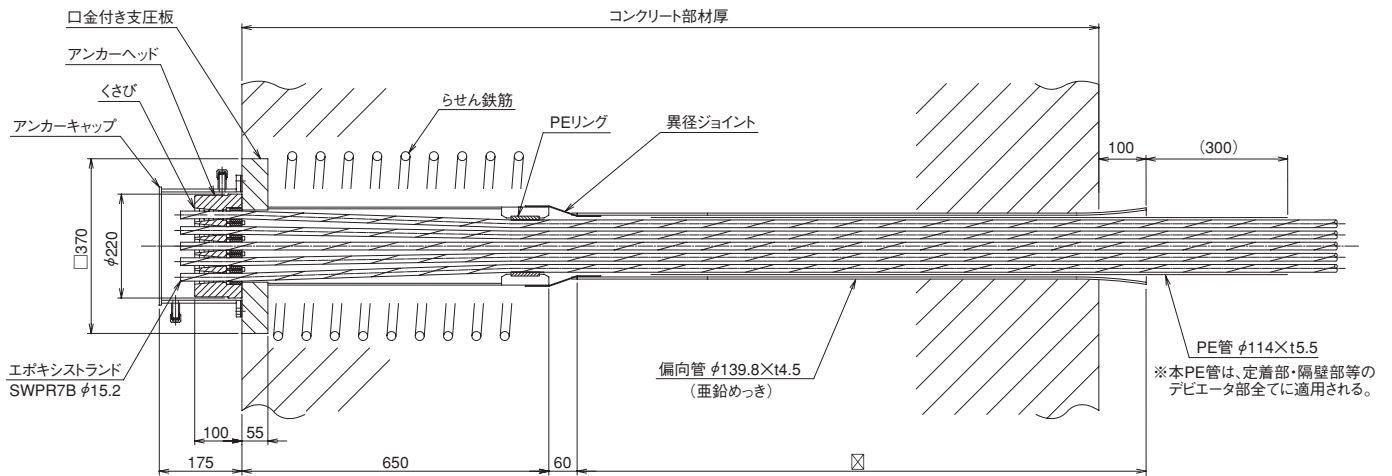 口金付き支圧板
コンクリート部材厚
アンカーヘッド
くさび
らせん鉄筋
PEリング
異径ジョイント
アンカーキャップ
100
(300)
□370
φ220
エポキシストランド
SWPR7B φ15.2
偏向管 φ139.8×t4.5
(亜鉛めっき)
PE管 φ114×t5.5
※本PE管は、定着部・隔壁部等の
デビエータ部全てに適用される。
100
55
175
650
60